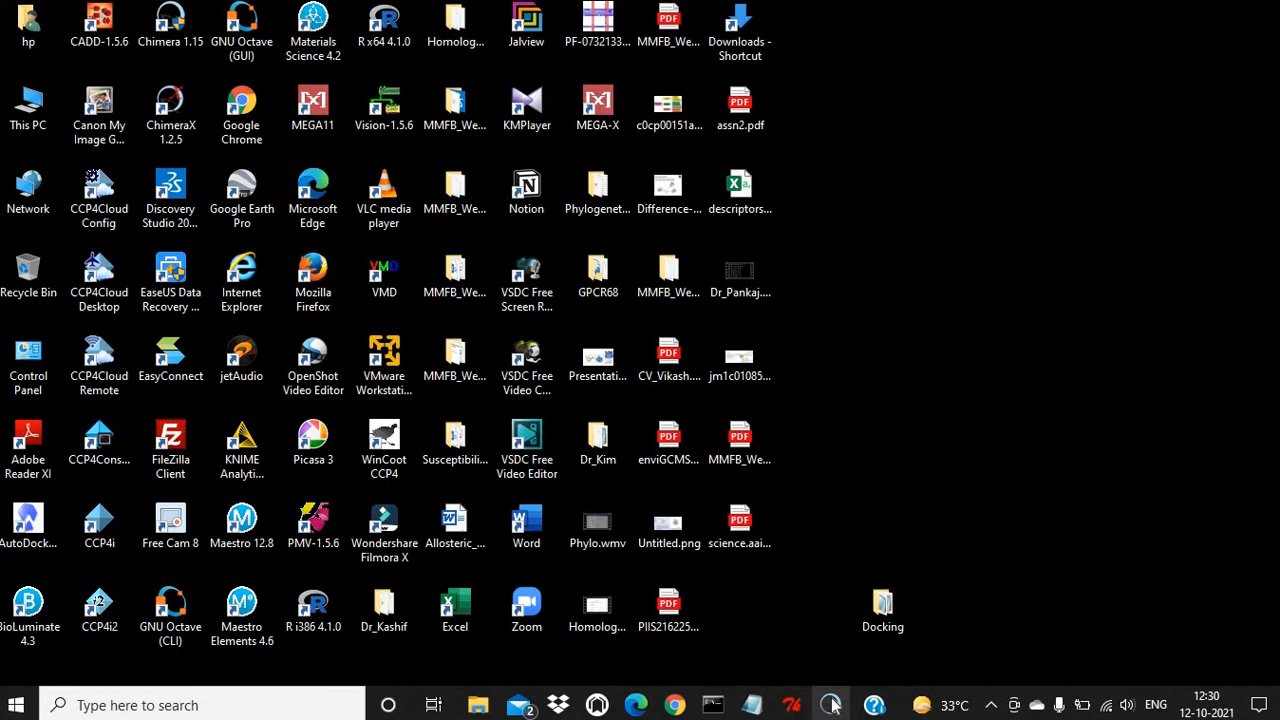 hp
CADD-1.5.6
Chimera 1.15
GNU Octave
(GUI)
Materials
Science 4.2
R x64 4.1.0
Homolog...
Jalview
PF-0732133...
MMFB_We...
Downloads -
Shortcut
This PC
Canon My
Image G...
ChimeraX
1.2.5
Google
Chrome
MEGA11
Vision-1.5.6
MMFB_We...
KMPlayer
MEGA-X
c0cp00151a...
assn2.pdf
Network
CCP4Cloud
Config
Discovery
Studio 20...
Google Earth
Pro
Microsoft
Edge
VLC media
player
MMFB_We...
Notion
Phylogenet...
Difference-...
descriptors...
Recycle Bin
CCP4Cloud
Desktop
EaseUS Data
Recovery ...
Internet
Explorer
Mozilla
Firefox
VMD
VMD
MMFB_We...
VSDC Free
Screen R...
GPCR68
MMFB_We...
Dr_Pankaj....
Control
Panel
CCP4Cloud
Remote
EasyConnect
jetAudio
OpenShot
Video Editor
VMware
Workstati...
MMFB_We...
VSDC Free
Video C...
Presentati...
CV_Vikash....
jm1c01085...
Adobe
Reader XI
CCP4Cons...
FileZilla
Client
KNIME
Analyti...
Picasa 3
WinCoot
CCP4
Susceptibili...
VSDC Free
Video Editor
Dr_Kim
enviGCMS...
MMFB_We...
AutoDock...
CCP4i
Free Cam 8
Maestro 12.8
PMV-1.5.6
Wondershare
Filmora X
Allosteric_...
Word
Phylo.wmv
Untitled.png
science.aai...
BioLuminate
4.3
CCP4i2
GNU Octave
(CLI)
Maestro
Elements 4.6
R i386 4.1.0
Dr_Kashif
Excel
Zoom
Homolog...
PIIS216225...
Docking
Type here to search
2
33°C
ENG
12:30
12-10-2021